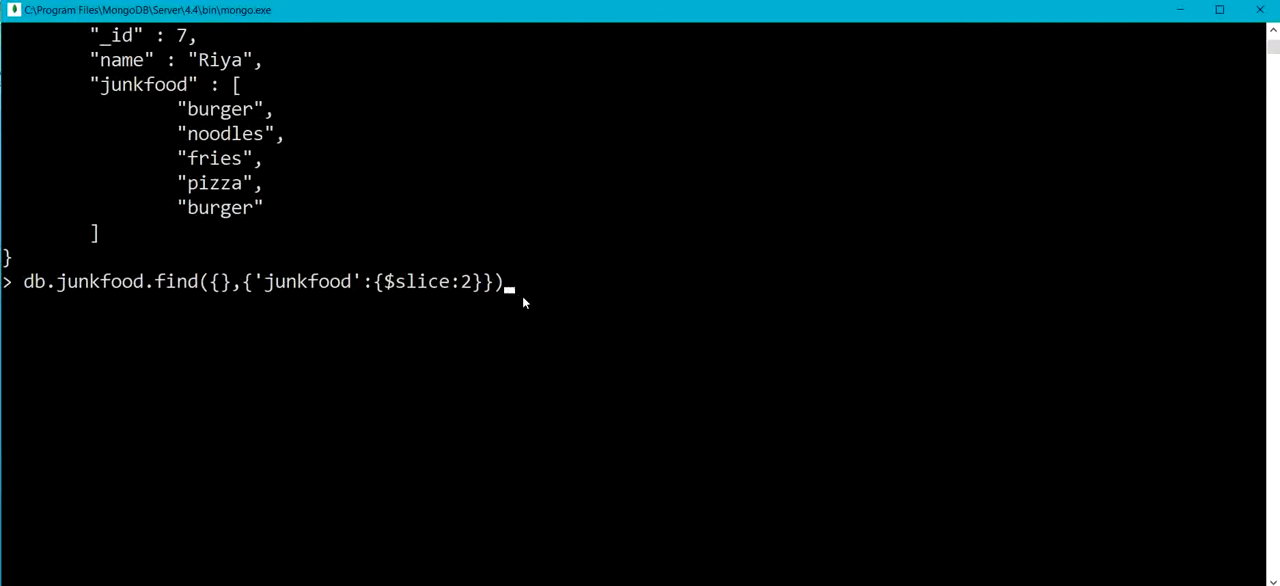 C:\Program Files\MongoDB\Server\4.4\bin\mongo.exe
"_id" : 7,
"name" : "Riya",
"junkfood" : [
"burger",
"noodles",
"fries",
"pizza",
"burger"
]
}
> db.junkfood.find({},{'junkfood':{$slice:2}})